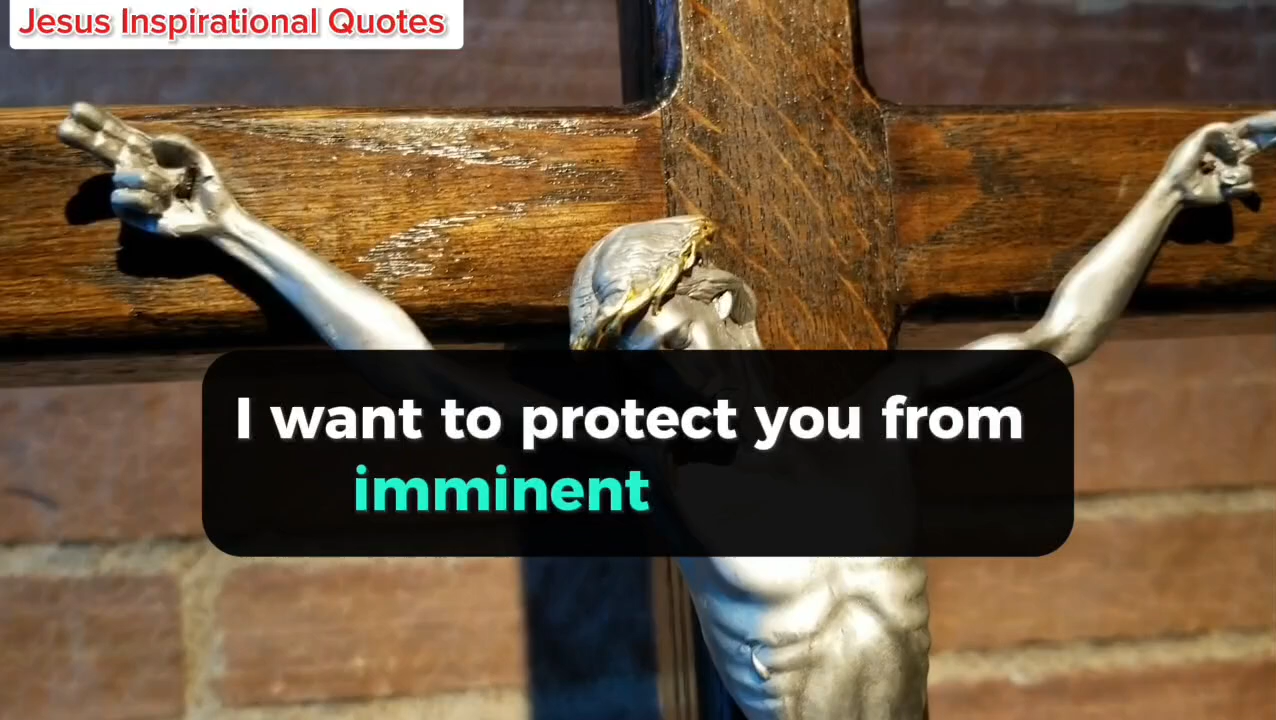 Jesus Inspirational Quotes
I want to protect you from
imminent